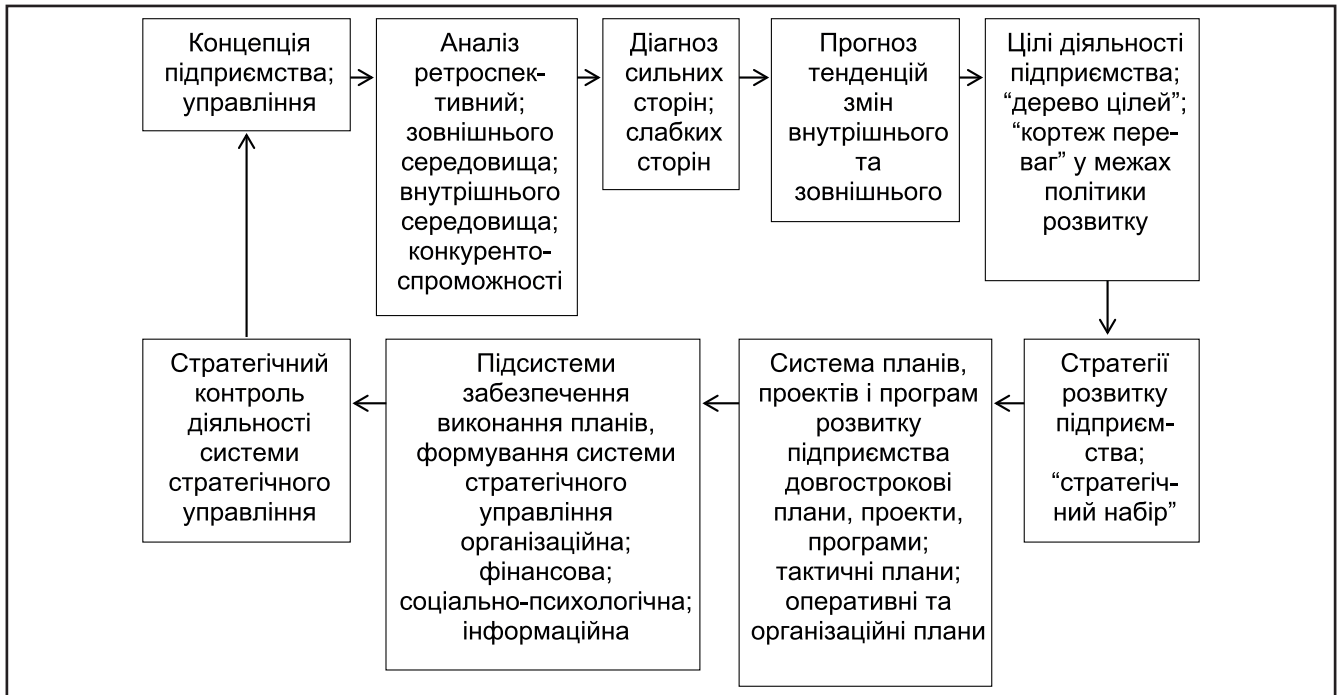 Концепція
підприємства;
управління
Аналіз
ретроспек-
тивний;
зовнішнього
середовища;
внутрішнього
середовища;
конкуренто-
спроможності
Діагноз
сильних
сторін;
слабких
сторін
Прогноз
тенденцій
змін
внутрішнього
та
зовнішнього
Цілі діяльності
підприємства;
“дерево цілей”;
“кортеж пере-
ваг” у межах
політики
розвитку
Стратегії
розвитку
підприєм-
ства;
“стратегіч-
ний набір”
Система планів,
проектів і програм
розвитку
підприємства
довгострокові
плани, проекти,
програми;
тактичні плани;
оперативні та
організаційні плани
Підсистеми
забезпечення
виконання планів,
формування системи
стратегічного
управління
організаційна;
фінансова;
соціально-психологічна;
інформаційна
Стратегічний
контроль
діяльності
системи
стратегічного
управління